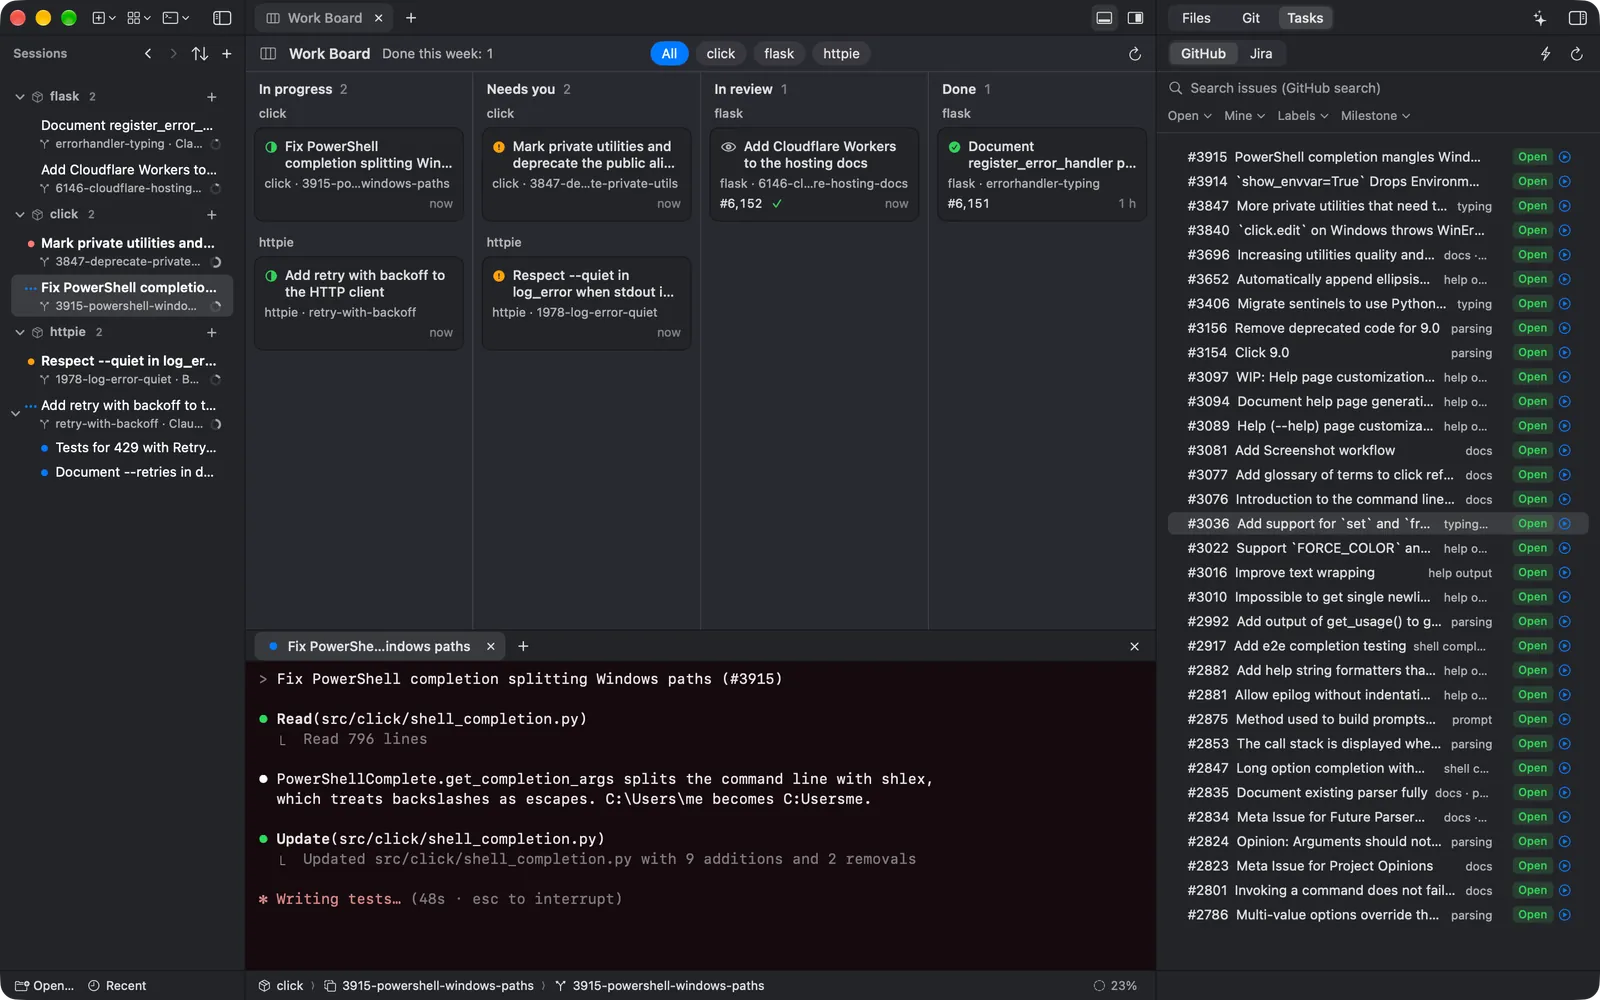 Sessions
flask 2
Document register_error_...
errorhandler-typing · Cla...
Add Cloudflare Workers to...
6146-cloudflare-hosting...
click 2
Mark private utilities and...
3847-deprecate-private...
Fix PowerShell completio...
3915-powershell-windo...
httpie 2
Respect --quiet in log_er...
1978-log-error-quiet · B...
Add retry with backoff to t...
retry-with-backoff · Clau...
Tests for 429 with Retry...
Document --retries in d...
Open...
Recent
Work Board
Work Board
Done this week: 1
All
click
flask
httpie
In progress 2
click
Fix PowerShell
completion splitting Win...
click · 3915-po...windows-paths
now
httpie
Add retry with backoff to
the HTTP client
httpie · retry-with-backoff
now
Needs you 2
click
Mark private utilities and
deprecate the public ali...
click · 3847-de...te-private-utils
now
httpie
Respect --quiet in
log_error when stdout i...
httpie · 1978-log-error-quiet
now
In review 1
flask
Add Cloudflare Workers
to the hosting docs
flask · 6146-cl...re-hosting-docs
#6,152 ✓ now
Done 1
flask
Document
register_error_handler p...
flask · errorhandler-typing
#6,151 1 h
Fix PowerShe...indows paths
> Fix PowerShell completion splitting Windows paths (#3915)
Read(src/click/shell_completion.py)
Read 796 lines
PowerShellComplete.get_completion_args splits the command line with shlex,
which treats backslashes as escapes. C:\Users\me becomes C:Usersme.
Update(src/click/shell_completion.py)
Updated src/click/shell_completion.py with 9 additions and 2 removals
* Writing tests… (48s · esc to interrupt)
click
3915-powershell-windows-paths
3915-powershell-windows-paths
23%
Files
Git
Tasks
GitHub
Jira
Search issues (GitHub search)
Open
Mine
Labels
Milestone
#3915 PowerShell completion mangles Wind... Open
#3914 `show_envvar=True` Drops Environm... Open
#3847 More private utilities that need t... typing Open
#3840 `click.edit` on Windows throws WinEr... Open
#3696 Increasing utilities quality and... docs ·... Open
#3652 Automatically append ellipsis... help o... Open
#3406 Migrate sentinels to use Python... typing Open
#3156 Remove deprecated code for 9.0 parsing Open
#3154 Click 9.0 parsing Open
#3097 WIP: Help page customization... help o... Open
#3094 Document help page generati... help o... Open
#3089 Help (--help) page customiza... help o... Open
#3081 Add Screenshot workflow docs Open
#3077 Add glossary of terms to click ref... docs Open
#3076 Introduction to the command line... docs Open
#3036 Add support for `set` and `fr... typing... Open
#3022 Support `FORCE_COLOR` an... help o... Open
#3016 Improve text wrapping help output Open
#3010 Impossible to get single newli... help o... Open
#2992 Add output of get_usage() to g... parsing Open
#2917 Add e2e completion testing shell compl... Open
#2882 Add help string formatters tha... help o... Open
#2881 Allow epilog without indentati... help o... Open
#2875 Method used to build prompts... prompt Open
#2853 The call stack is displayed whe... parsing Open
#2847 Long option completion with... shell c... Open
#2835 Document existing parser fully docs · p... Open
#2834 Meta Issue for Future Parser... docs ·... Open
#2824 Opinion: Arguments should not... parsing Open
#2823 Meta Issue for Project Opinions docs Open
#2801 Invoking a command does not fail... docs Open
#2786 Multi-value options override th... parsing Open